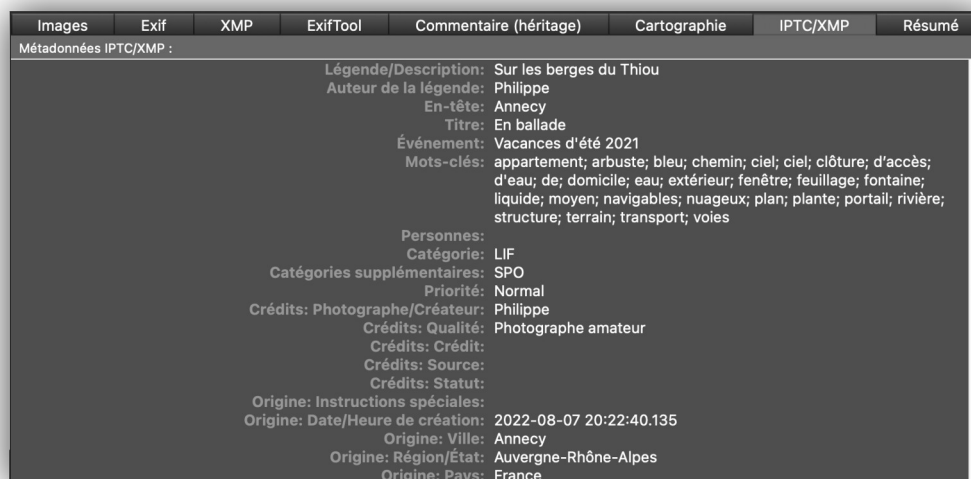 Images Exif XMP ExifTool Commentaire (héritage) Cartographie IPTC/XMP Résumé
Métadonnées IPTC/XMP :
Légende/Description: Sur les berges du Thiou
Auteur de la légende: Philippe
En-tête: Annecy
Titre: En ballade
Événement: Vacances d'été 2021
Mots-clés: appartement; arbuste; bleu; chemin; ciel; ciel; clôture; d’accès;
d'eau; de; domicile; eau; extérieur; fenêtre; feuillage; fontaine;
liquide; moyen; navigables; nuageux; plan; plante; portail; rivière;
structure; terrain; transport; voies
Personnes:
Catégorie: LIF
Catégories supplémentaires: SPO
Priorité: Normal
Crédits: Photographe/Créateur: Philippe
Crédits: Qualité: Photographe amateur
Crédits: Crédit:
Crédits: Source:
Crédits: Statut:
Origine: Instructions spéciales:
Origine: Date/Heure de création: 2022-08-07 20:22:40.135
Origine: Ville: Annecy
Origine: Région/État: Auvergne-Rhône-Alpes
Origine: Pays: France